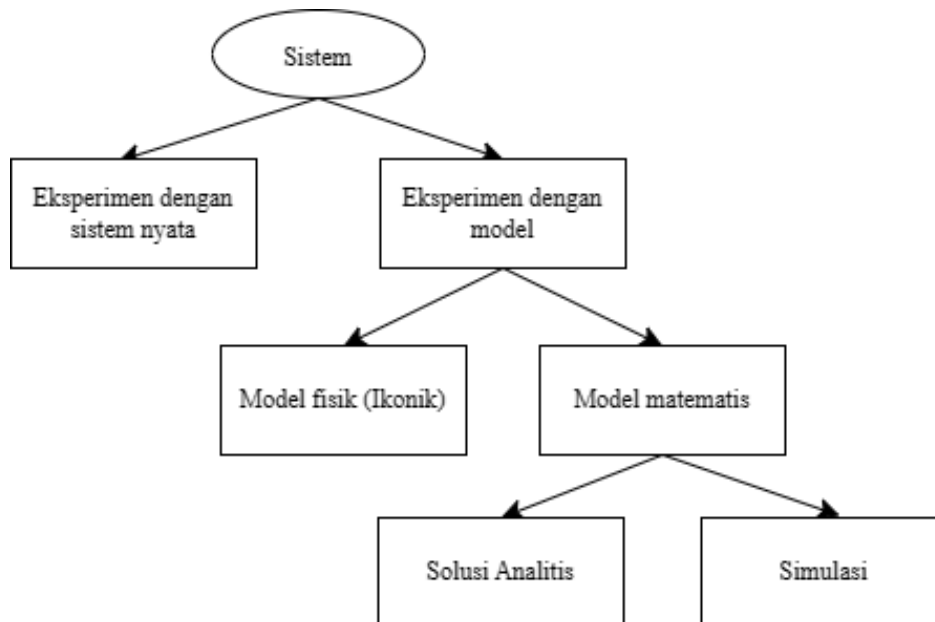 Sistem
Eksperimen dengan
sistem nyata
Eksperimen dengan
model
Model fisik (Ikonik)
Model matematis
Solusi Analitis
Simulasi